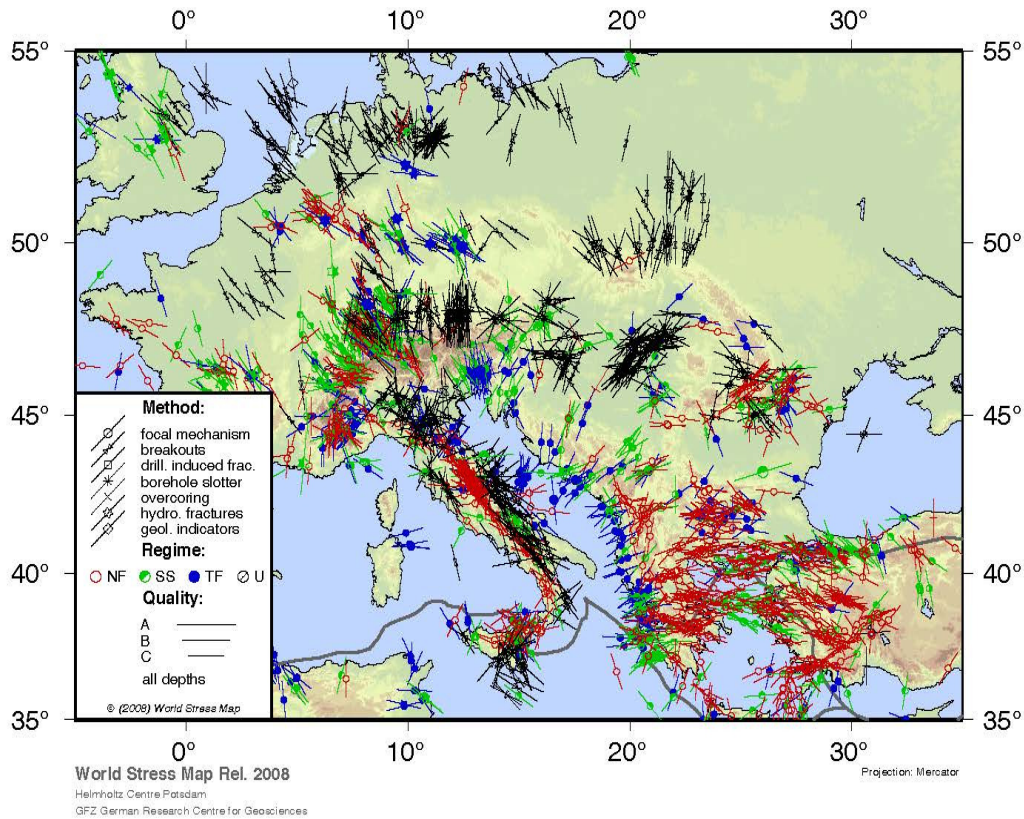 0° 10° 20° 30°
55° 55°
50° 50°
45° 45°
40° 40°
35° 35°
Method:
focal mechanism
breakouts
drill. induced frac.
borehole slotter
overcoring
hydro. fractures
geol. indicators
Regime:
NF SS TF U
Quality:
A
B
C
all depths
© (2008) World Stress Map
0° 10° 20° 30°
World Stress Map Rel. 2008
Projection: Mercator
Helmholtz Centre Potsdam
GFZ German Research Centre for Geosciences